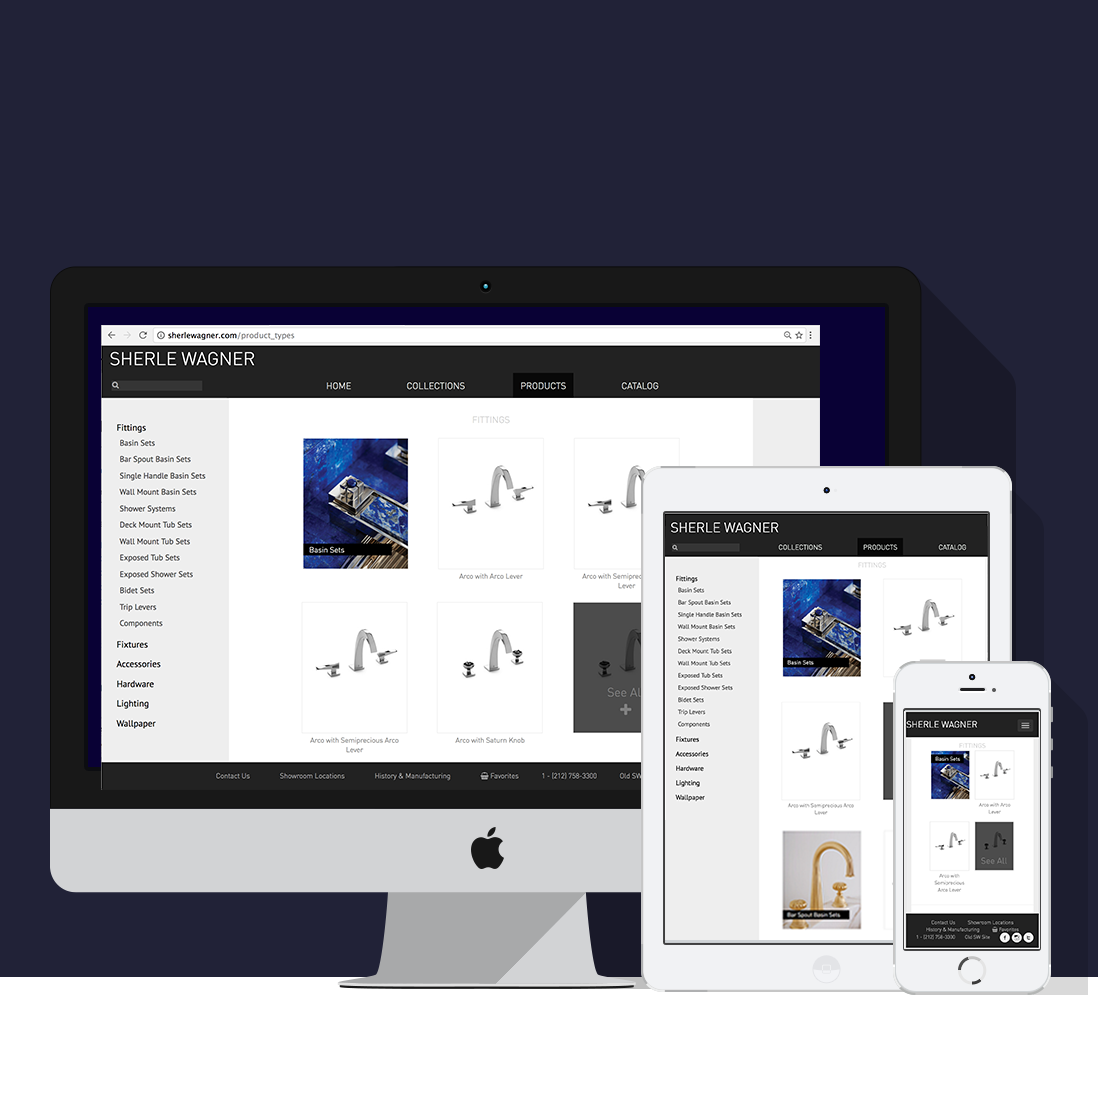 sherlewagner.com/product_types
SHERLE WAGNER
HOME COLLECTIONS PRODUCTS CATALOG
Fittings
Basin Sets
Bar Spout Basin Sets
Single Handle Basin Sets
Wall Mount Basin Sets
Shower Systems
Deck Mount Tub Sets
Wall Mount Tub Sets
Exposed Tub Sets
Exposed Shower Sets
Bidet Sets
Trip Levers
Components
Fixtures
Accessories
Hardware
Lighting
Wallpaper
FITTINGS
Basin Sets
Arco with Arco Lever
Arco with Semiprec
Lever
Arco with Semiprecious Arco
Lever
Arco with Saturn Knob
See Al
Contact Us Showroom Locations History & Manufacturing Favorites 1 - (212) 758-3300 Old SW
SHERLE WAGNER
COLLECTIONS PRODUCTS CATALOG
Fittings
Basin Sets
Bar Spout Basin Sets
Single Handle Basin Sets
Wall Mount Basin Sets
Shower Systems
Deck Mount Tub Sets
Wall Mount Tub Sets
Exposed Tub Sets
Exposed Shower Sets
Bidet Sets
Trip Levers
Components
Fixtures
Accessories
Hardware
Lighting
Wallpaper
FITTINGS
Basin Sets
Arco with Semiprecious Arco
Lever
Bar Spout Basin Sets
SHERLE WAGNER
FITTINGS
Basin Sets
Arco with Arco
Lever
Arco with
Semiprecious
Arco Lever
See All
Contact Us Showroom Locations
History & Manufacturing Favorites
1 - (212) 758-3300 Old SW Site